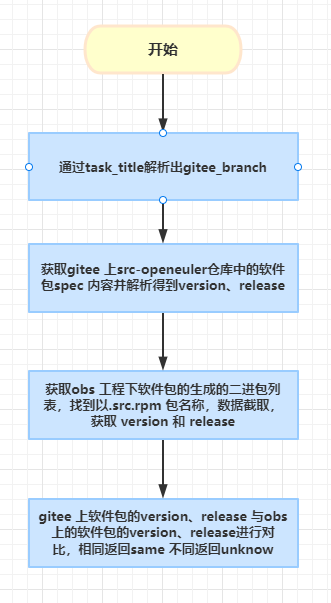 开始
通过task_title解析出gitee_branch
获取gitee 上src-openeuler仓库中的软件
包spec 内容并解析得到version、release
获取obs 工程下软件包的生成的二进包列
表，找到以.src.rpm 包名称，数据截取，
获取 version 和 release
gitee 上软件包的version、release 与obs
上的软件包的version、release进行对
比，相同返回same 不同返回unknow